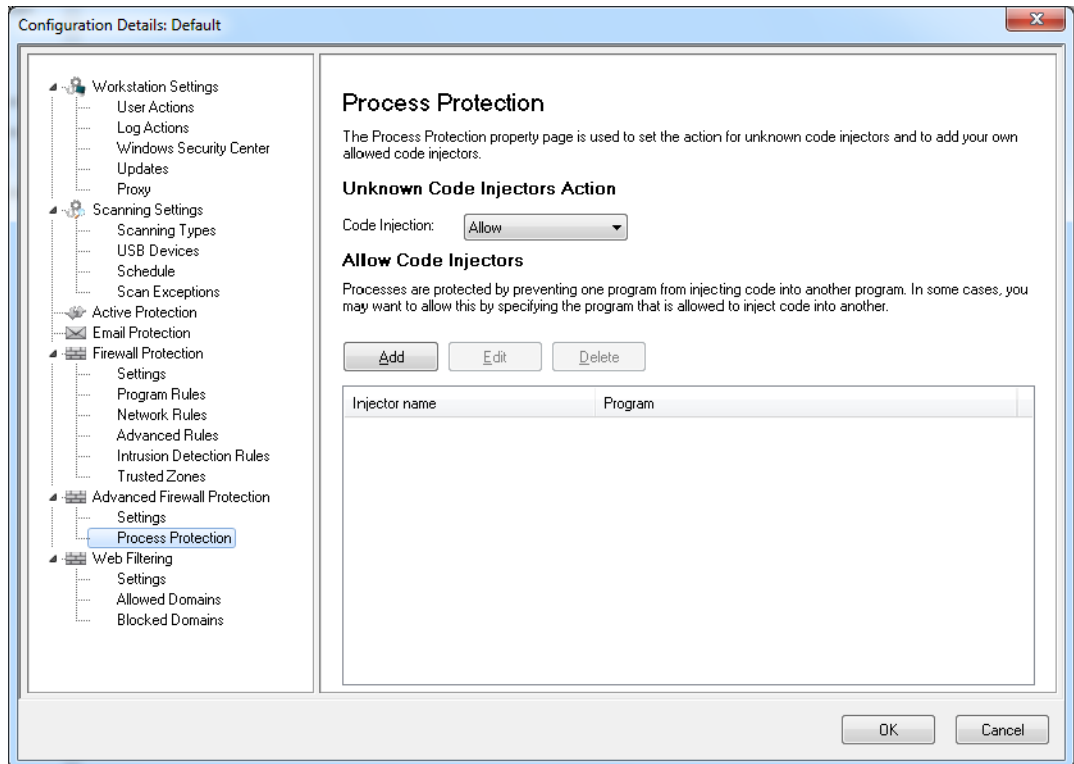 Configuration Details: Default
Workstation Settings
User Actions
Log Actions
Windows Security Center
Updates
Proxy
Scanning Settings
Scanning Types
USB Devices
Schedule
Scan Exceptions
Active Protection
Email Protection
Firewall Protection
Settings
Program Rules
Network Rules
Advanced Rules
Intrusion Detection Rules
Trusted Zones
Advanced Firewall Protection
Settings
Process Protection
Web Filtering
Settings
Allowed Domains
Blocked Domains
Process Protection
The Process Protection property page is used to set the action for unknown code injectors and to add your own
allowed code injectors.
Unknown Code Injectors Action
Code Injection: Allow
Allow Code Injectors
Processes are protected by preventing one program from injecting code into another program. In some cases, you
may want to allow this by specifying the program that is allowed to inject code into another.
Add Edit Delete
Injector name Program
OK Cancel